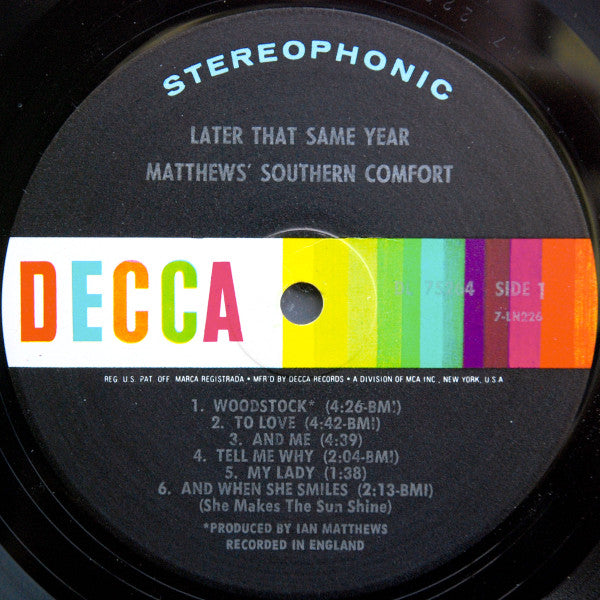 STEREOPHONIC
LATER THAT SAME YEAR
MATTHEWS' SOUTHERN COMFORT
DECCA
SIDE 1
7-LN226
REG. U.S. PAT. OFF. MARCA REGISTRADA • MFR'D BY DECCA RECORDS • A DIVISION OF MCA INC., NEW YORK, U.S.A
1. WOODSTOCK* (4:26-BMI)
2. TO LOVE (4:42-BMI)
3. AND ME (4:39)
4. TELL ME WHY (2:04-BMI)
5. MY LADY (1:38)
6. AND WHEN SHE SMILES (2:13-BMI)
(She Makes The Sun Shine)
*PRODUCED BY IAN MATTHEWS
RECORDED IN ENGLAND